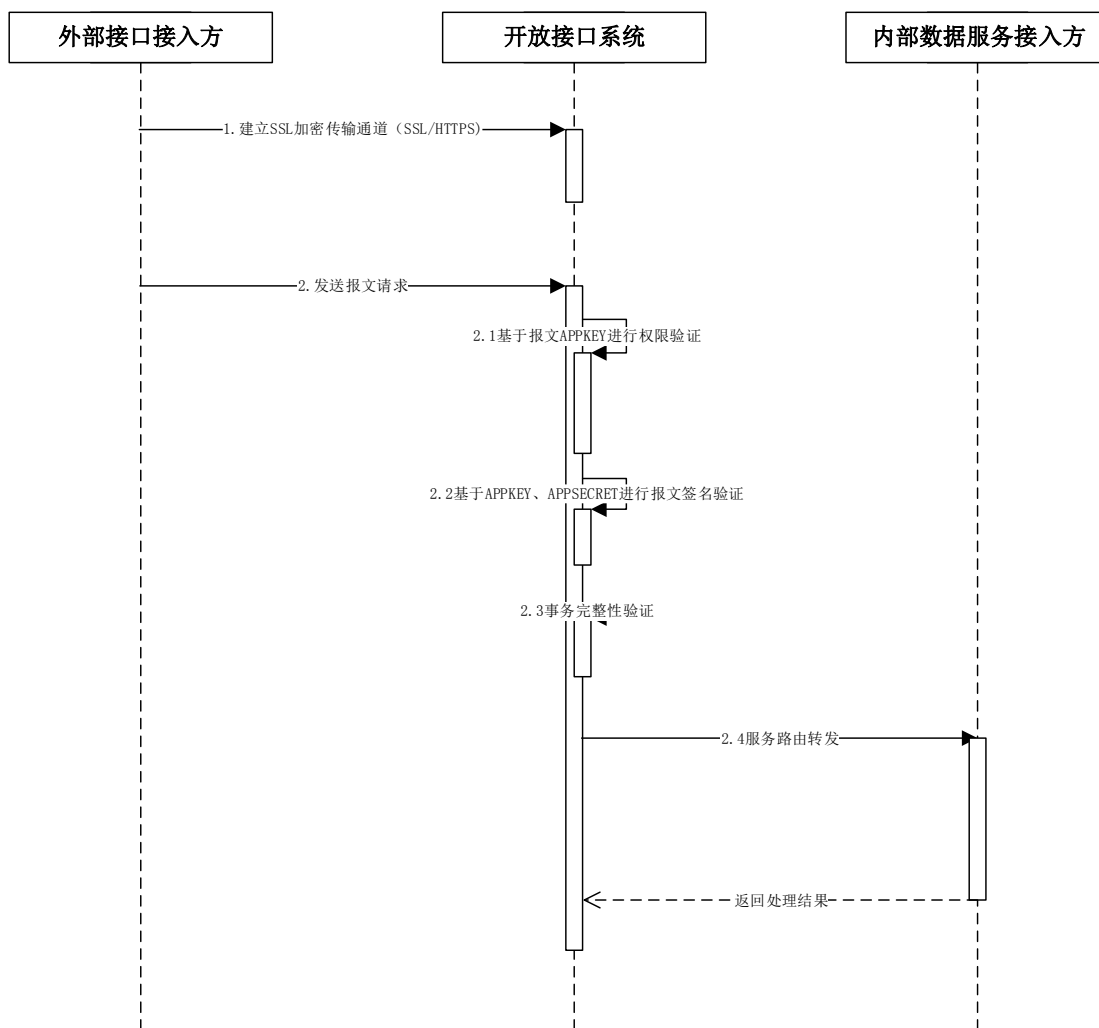 外部接口接入方
开放接口系统
内部数据服务接入方
1.建立SSL加密传输通道（SSL/HTTPS)
2.发送报文请求
2.1基于报文APPKEY进行权限验证
2.2基于APPKEY、APPSECRET进行报文签名验证
2.3事务完整性验证
2.4服务路由转发
返回处理结果